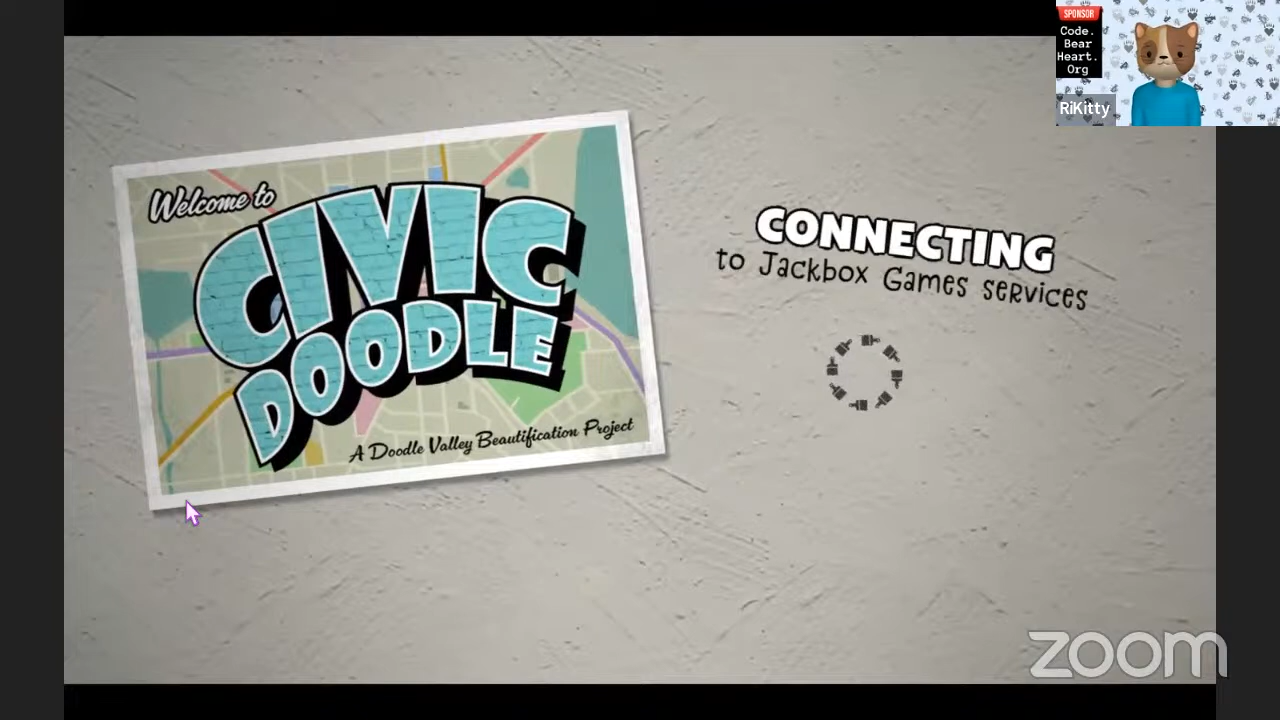 SPONSOR
Code.
Bear
Heart.
Org
RiKitty
Welcome to
CIVIC
DOODLE
A Doodle Valley Beautification Project
CONNECTING
to Jackbox Games services
zoom